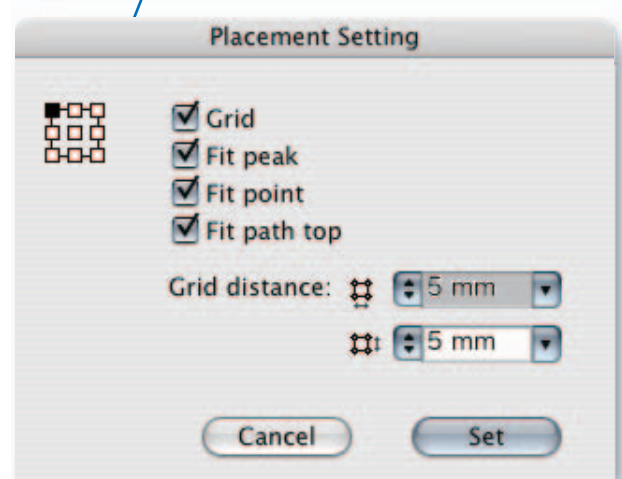 Placement Setting
Grid
Fit peak
Fit point
Fit path top
Grid distance: 5 mm
5 mm
Cancel Set